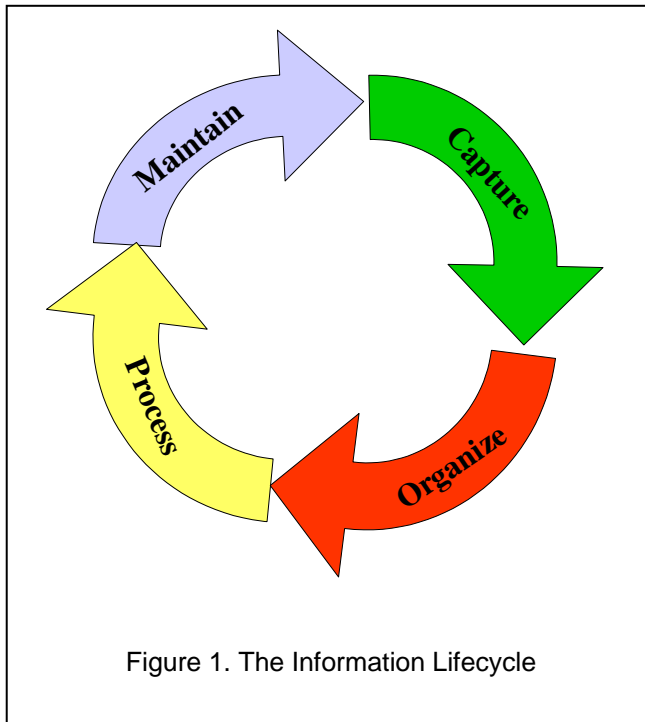 Maintain
Capture
Process
Organize
Figure 1. The Information Lifecycle